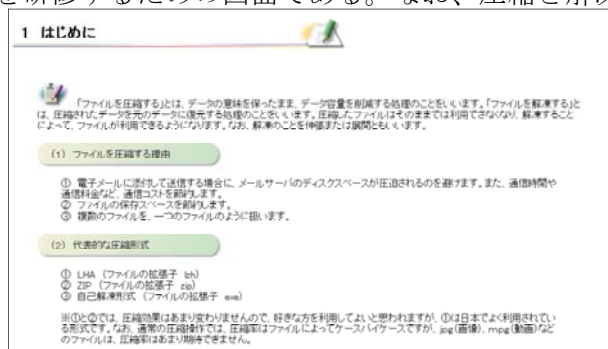 を研修するための画面である。なお、圧縮を解
1 はじめに
「ファイルを圧縮する」とは、データの意味を保ったまま、データ容量を削減する処理のことをいいます。「ファイルを解凍する」と
は、圧縮されたデータを元のデータに復元する処理のことをいいます。圧縮したファイルはそのままでは利用できなくなり、解凍すること
によって、ファイルが利用できるようになります。なお、解凍のことを伸張または展開ともいいます。
(1) ファイルを圧縮する理由
① 電子メールに添付して送信する場合に、メールサーバのディスクスペースが圧迫されるのを避けます。また、通信時間や
通信料金など、通信コストを節約します。
② ファイルの保存スペースを節約します。
③ 複数のファイルを、一つのファイルのように扱います。
(2) 代表的な圧縮形式
① LHA (ファイルの拡張子 lzh)
② ZIP (ファイルの拡張子 zip)
③ 自己解凍形式 (ファイルの拡張子 exe)
※①と②では、圧縮効果はあまり変わりませんので、好きな方を利用してよいと思われますが、①は日本でよく利用されてい
る形式です。なお、通常の圧縮操作では、圧縮率はファイルによってケースバイケースですが、jpg(画像)、mpg(動画)など
のファイルは、圧縮率はあまり期待できません。